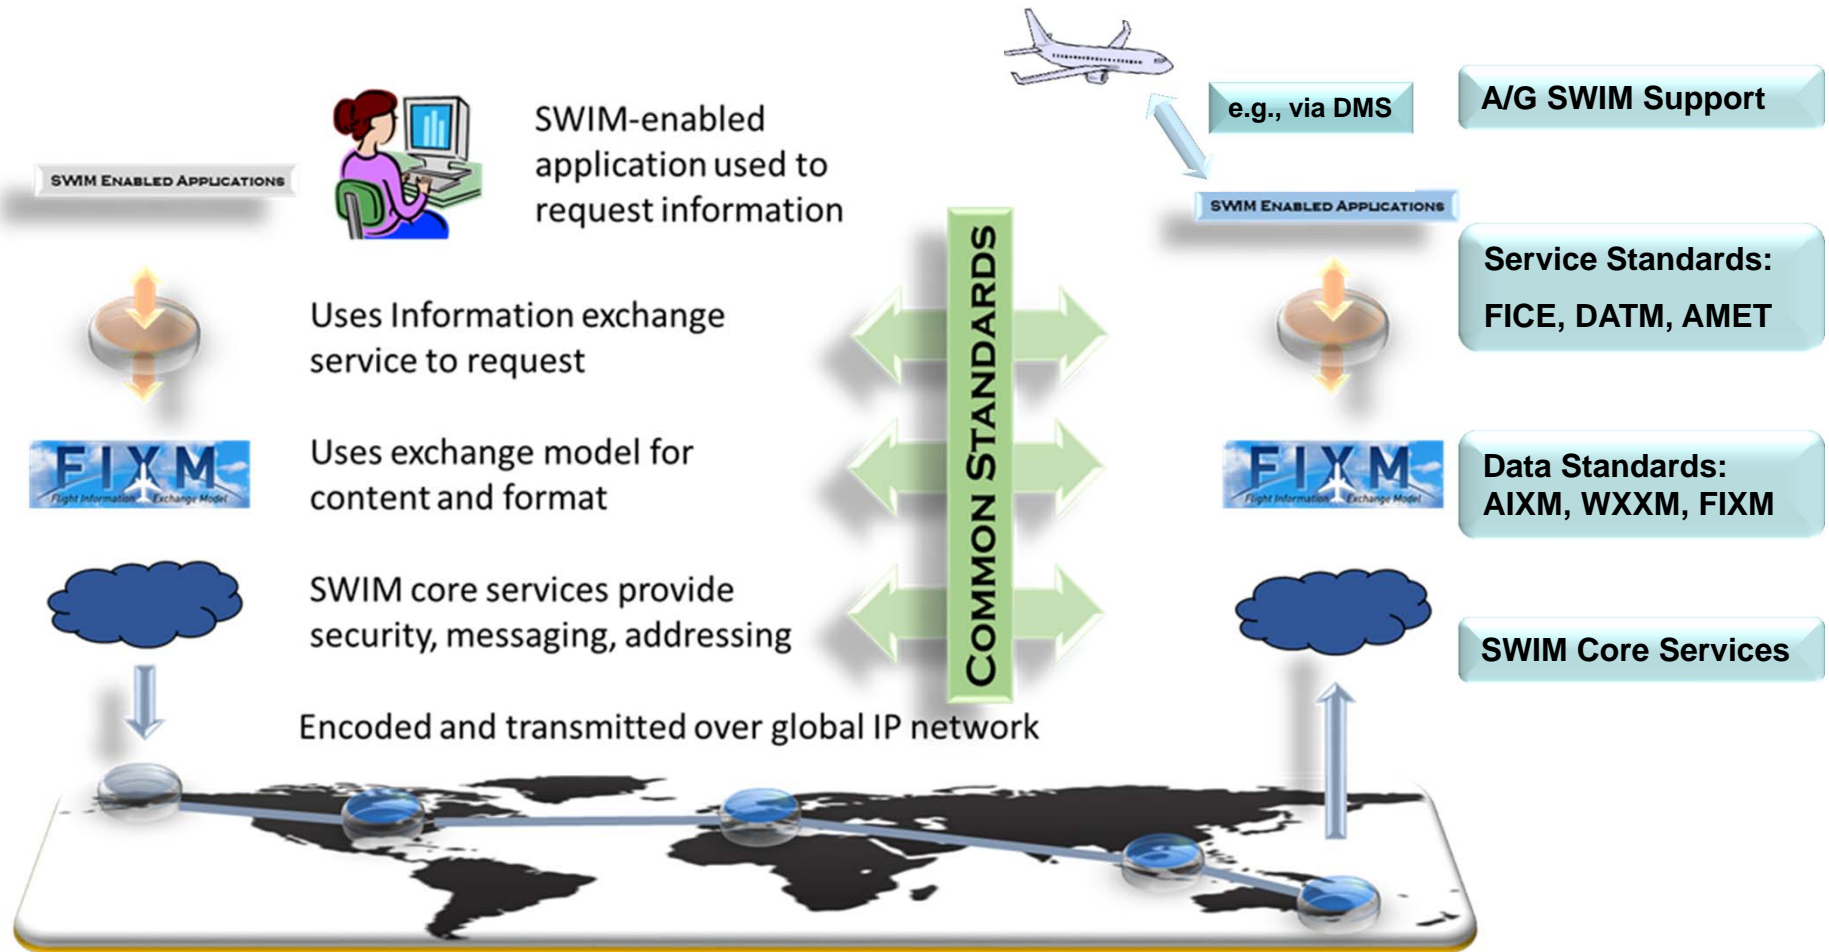 SWIM ENABLED APPLICATIONS
SWIM-enabled
application used to
request information
Uses Information exchange
service to request
FIXM
Flight Information Exchange Model
Uses exchange model for
content and format
SWIM core services provide
security, messaging, addressing
Encoded and transmitted over global IP network
COMMON STANDARDS
e.g., via DMS
A/G SWIM Support
SWIM ENABLED APPLICATIONS
Service Standards:
FICE, DATM, AMET
FIXM
Flight Information Exchange Model
Data Standards:
AIXM, WXXM, FIXM
SWIM Core Services